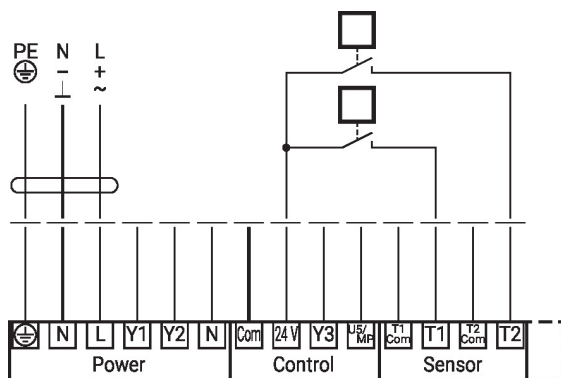 PE N L
– +
~
N L Y1 Y2 N Com 24 V Y3 U5/ MP T1 Com T1 T2 Com T2
Power Control Sensor